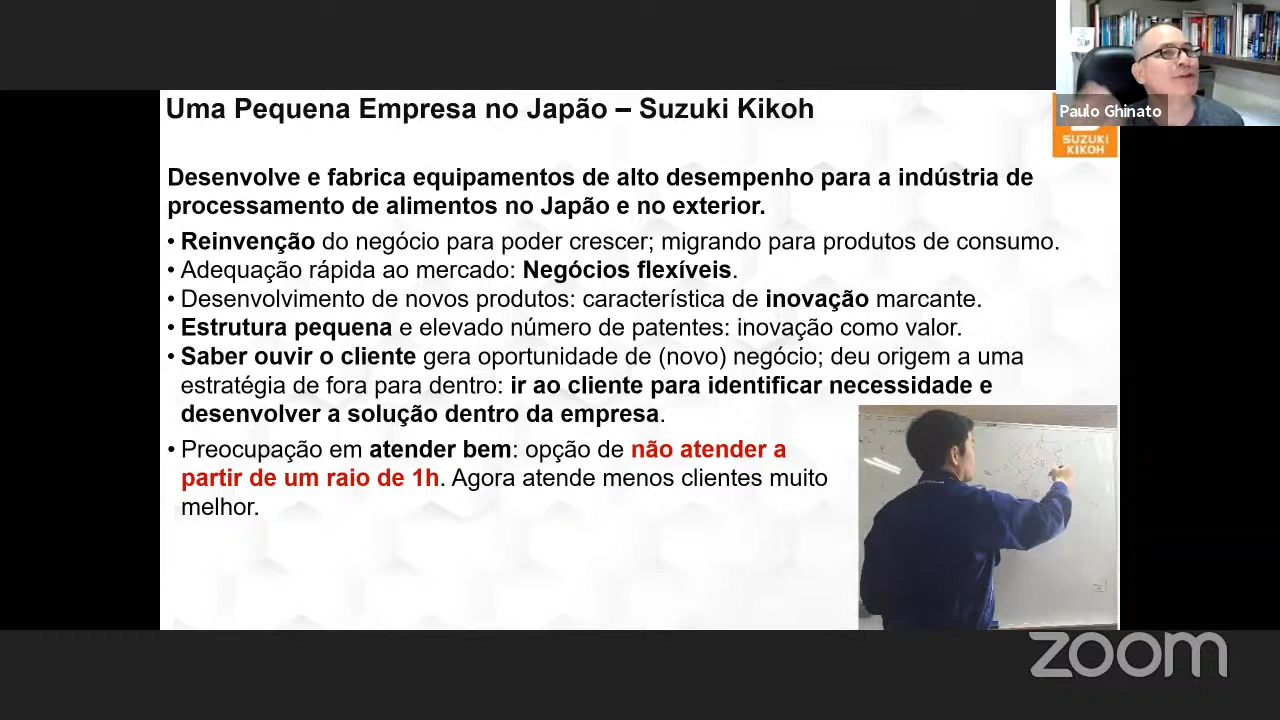 Paulo Ghinato
Uma Pequena Empresa no Japão – Suzuki Kikoh
SUZUKI
KIKOH
Desenvolve e fabrica equipamentos de alto desempenho para a indústria de
processamento de alimentos no Japão e no exterior.
• Reinvenção do negócio para poder crescer; migrando para produtos de consumo.
• Adequação rápida ao mercado: Negócios flexíveis.
• Desenvolvimento de novos produtos: característica de inovação marcante.
• Estrutura pequena e elevado número de patentes: inovação como valor.
• Saber ouvir o cliente gera oportunidade de (novo) negócio; deu origem a uma
estratégia de fora para dentro: ir ao cliente para identificar necessidade e
desenvolver a solução dentro da empresa.
• Preocupação em atender bem: opção de não atender a
partir de um raio de 1h. Agora atende menos clientes muito
melhor.
zoom